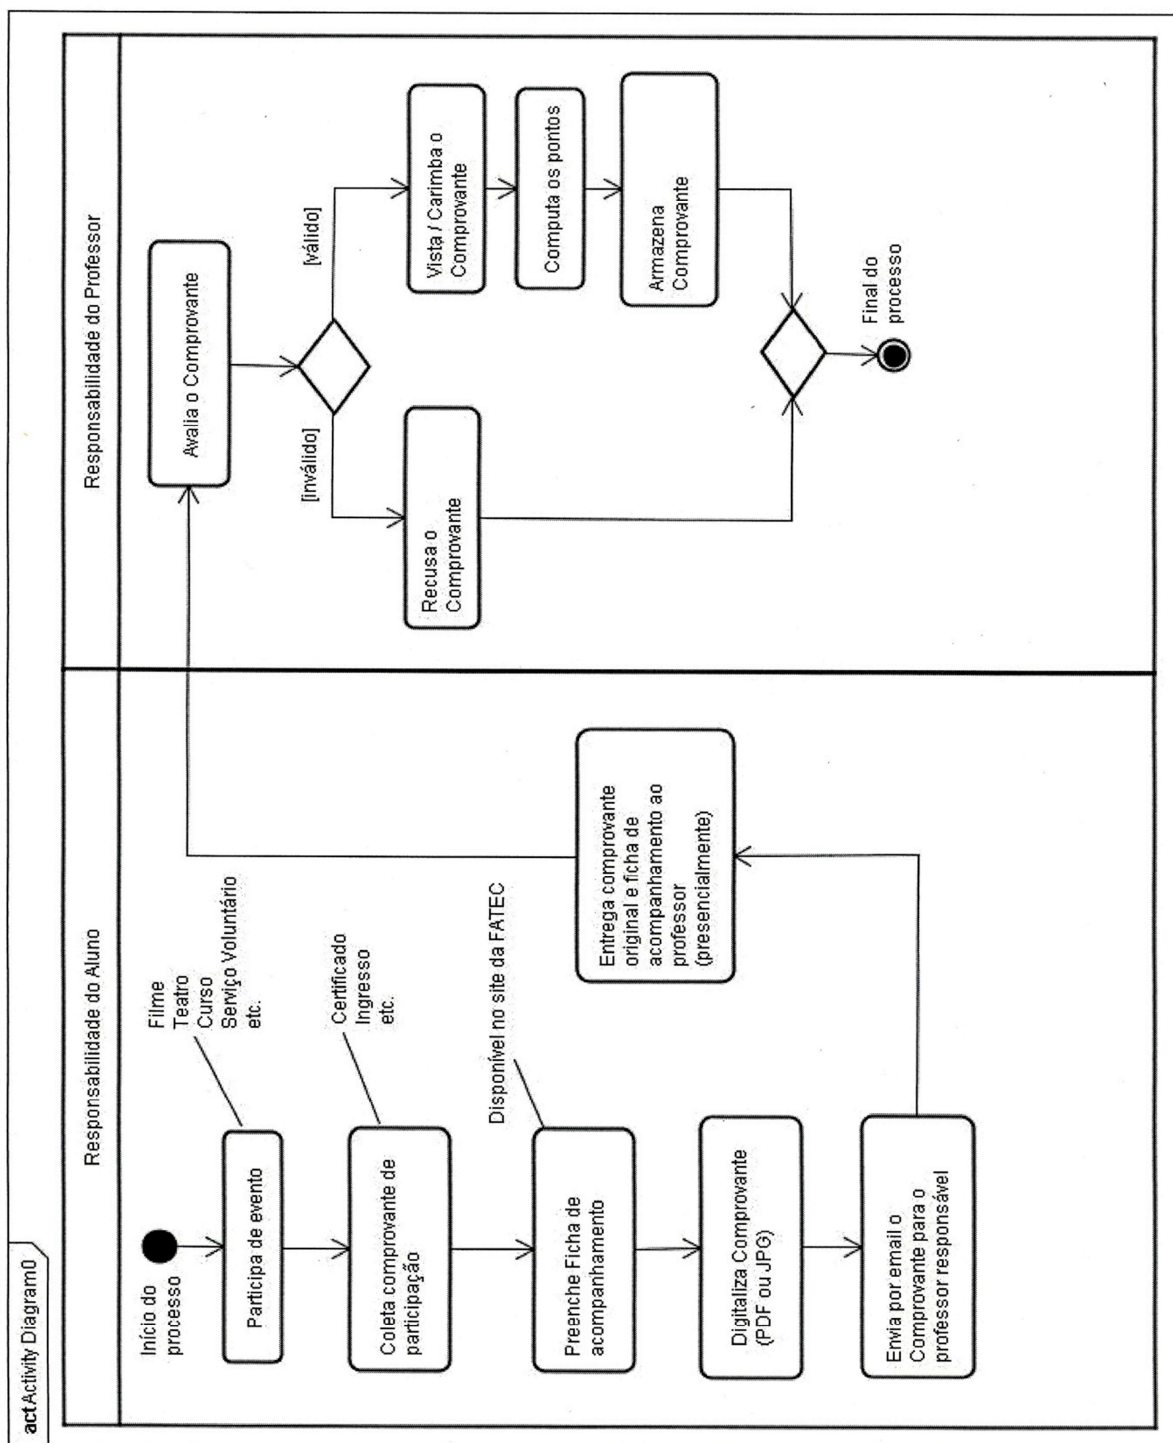 act Activity Diagram0
Responsabilidade do Aluno
Responsabilidade do Professor
Início do
processo
Participa de evento
Filme
Teatro
Curso
Serviço Voluntário
etc.
Coleta comprovante de
participação
Certificado
Ingresso
etc.
Preenche Ficha de
acompanhamento
Disponível no site da FATEC
Digitaliza Comprovante
(PDF ou JPG)
Envia por email o
Comprovante para o
professor responsável
Entrega comprovante
original e ficha de
acompanhamento ao
professor
(presencialmente)
Avalia o Comprovante
[inválido]
[válido]
Recusa o
Comprovante
Vista / Carimba o
Comprovante
Computa os pontos
Armazena
Comprovante
Final do
processo